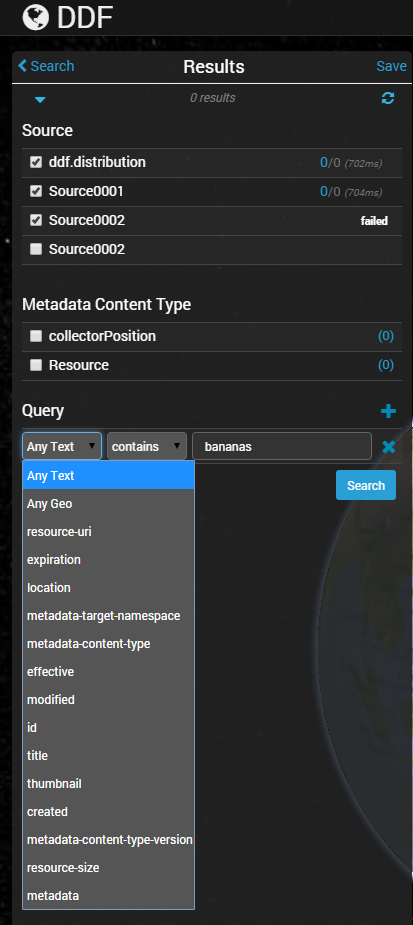 DDF
Search Results Save
0 results
Source
ddf.distribution 0/0 (702ms)
Source0001 0/0 (704ms)
Source0002 failed
Source0002
Metadata Content Type
collectorPosition (0)
Resource (0)
Query
Any Text contains bananas
Search
Any Text
Any Geo
resource-uri
expiration
location
metadata-target-namespace
metadata-content-type
effective
modified
id
title
thumbnail
created
metadata-content-type-version
resource-size
metadata